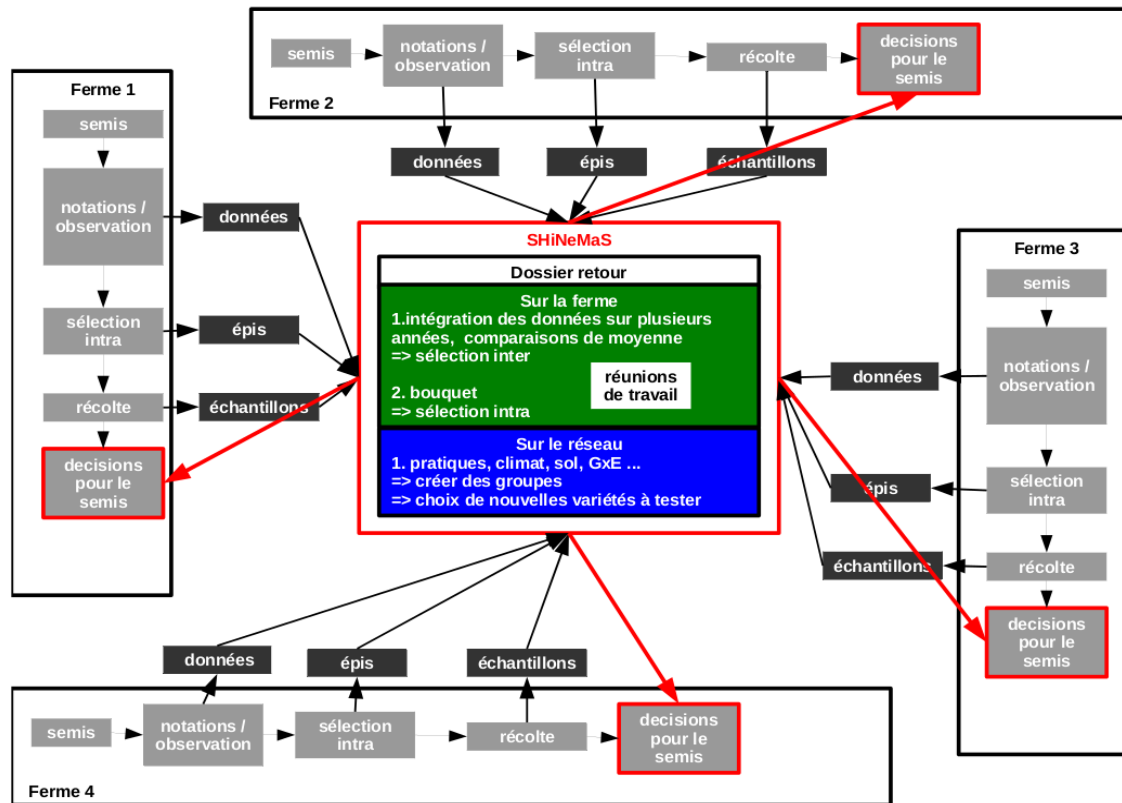 semis
notations /
observation
sélection
intra
récolte
decisions
pour le
semis
Ferme 2
données
épis
échantillons
Ferme 1
semis
notations /
observation
sélection
intra
récolte
decisions
pour le
semis
données
épis
échantillons
SHiNeMaS
Dossier retour
Sur la ferme
1.intégration des données sur plusieurs
années, comparaisons de moyenne
=> sélection inter
2. bouquet
=> sélection intra
réunions
de travail
Sur le réseau
1. pratiques, climat, sol, GxE ...
=> créer des groupes
=> choix de nouvelles variétés à tester
Ferme 3
semis
notations /
observation
sélection
intra
récolte
decisions
pour le
semis
données
épis
échantillons
données
épis
échantillons
semis
notations /
observation
sélection
intra
récolte
decisions
pour le
semis
Ferme 4